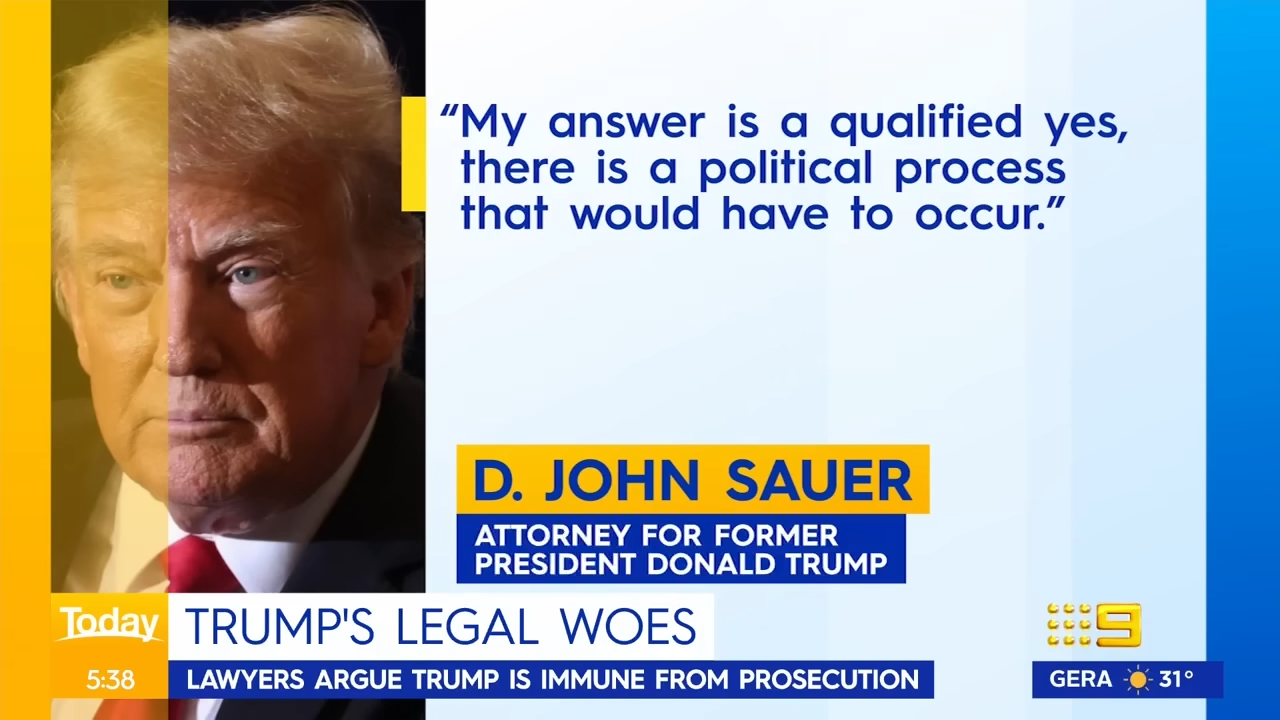 “My answer is a qualified yes,
there is a political process
that would have to occur.”
D. JOHN SAUER
ATTORNEY FOR FORMER
PRESIDENT DONALD TRUMP
Today
TRUMP'S LEGAL WOES
9
5:38
LAWYERS ARGUE TRUMP IS IMMUNE FROM PROSECUTION
GERA 31°